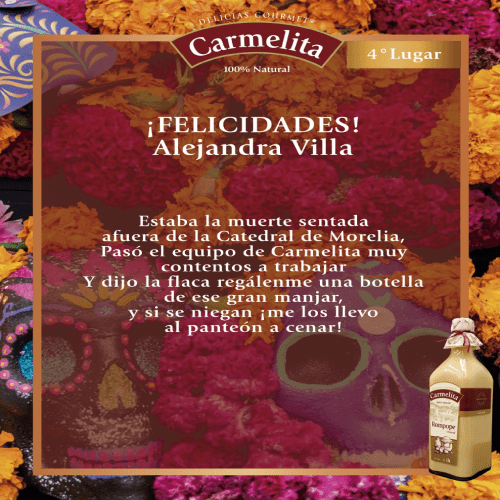 DELICIAS GOURMET
Carmelita
100% Natural
4° Lugar
¡FELICIDADES!
Alejandra Villa
Estaba la muerte sentada
afuera de la Catedral de Morelia,
Pasó el equipo de Carmelita muy
contentos a trabajar
Y dijo la flaca regálenme una botella
de ese gran manjar,
y si se niegan ¡me los llevo
al panteón a cenar!
Carmelita
Rompope